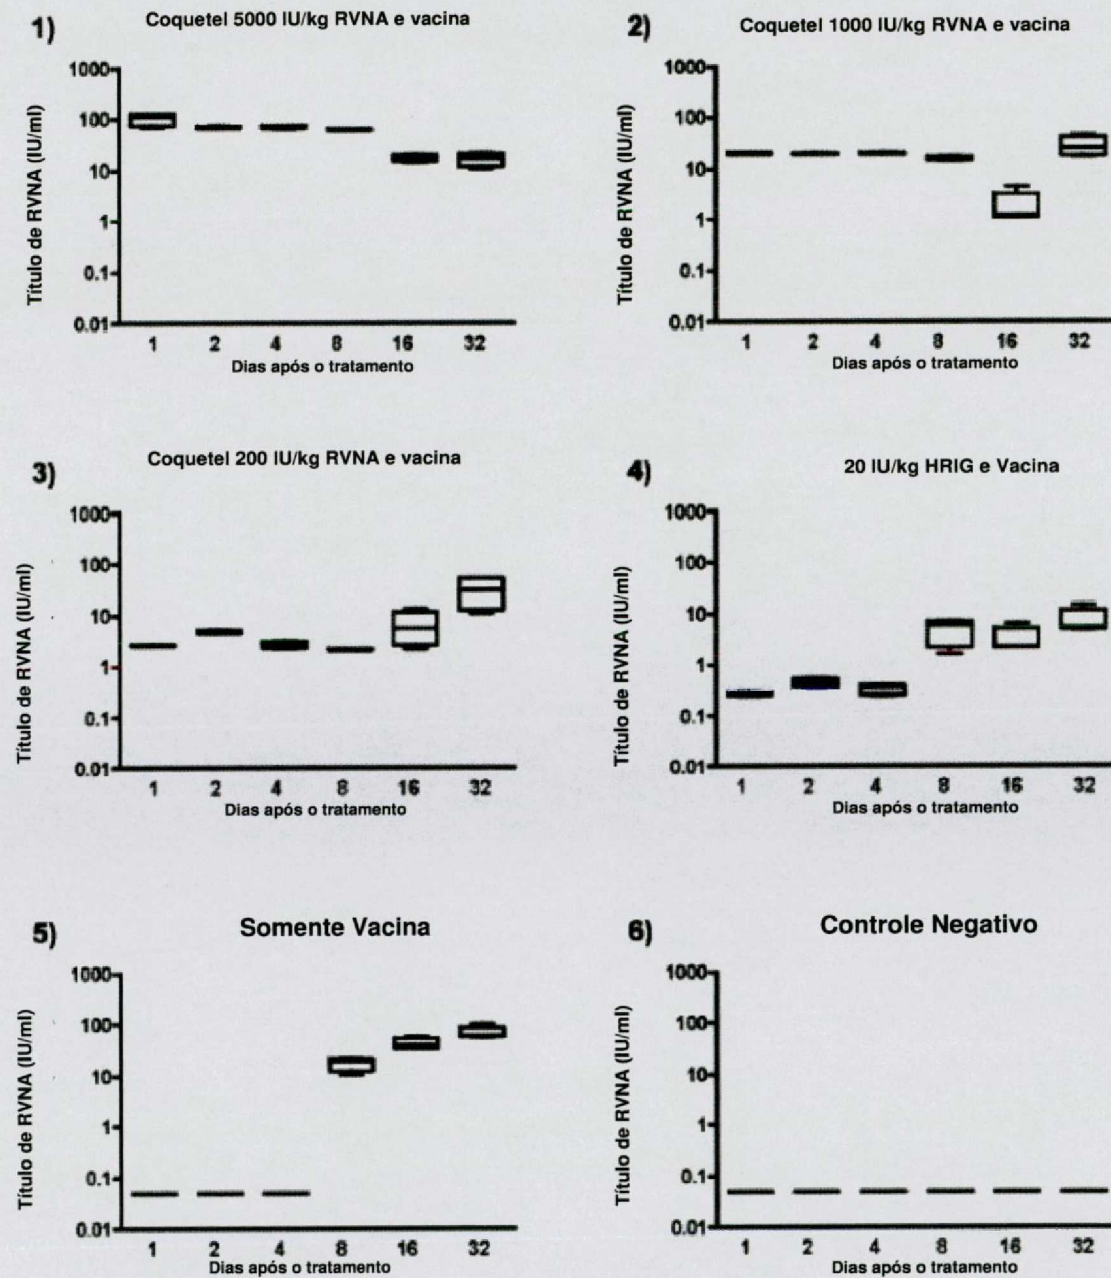 1)
Coquetel 5000 IU/kg RVNA e vacina
Título de RVNA (IU/ml)
1000
100
10
1
0.1
0.01
1 2 4 8 16 32
Dias após o tratamento
2)
Coquetel 1000 IU/kg RVNA e vacina
Título de RVNA (IU/ml)
1000
100
10
1
0.1
0.01
1 2 4 8 16 32
Dias após o tratamento
3)
Coquetel 200 IU/kg RVNA e vacina
Título de RVNA (IU/ml)
1000
100
10
1
0.1
0.01
1 2 4 8 16 32
Dias após o tratamento
4)
20 IU/kg HRIG e Vacina
Título de RVNA (IU/ml)
1000
100
10
1
0.1
0.01
1 2 4 8 16 32
Dias após o tratamento
5)
Somente Vacina
Título de RVNA (IU/ml)
1000
100
10
1
0.1
0.01
1 2 4 8 16 32
Dias após o tratamento
6)
Controle Negativo
Título de RVNA (IU/ml)
1000
100
10
1
0.1
0.01
1 2 4 8 16 32
Dias após o tratamento